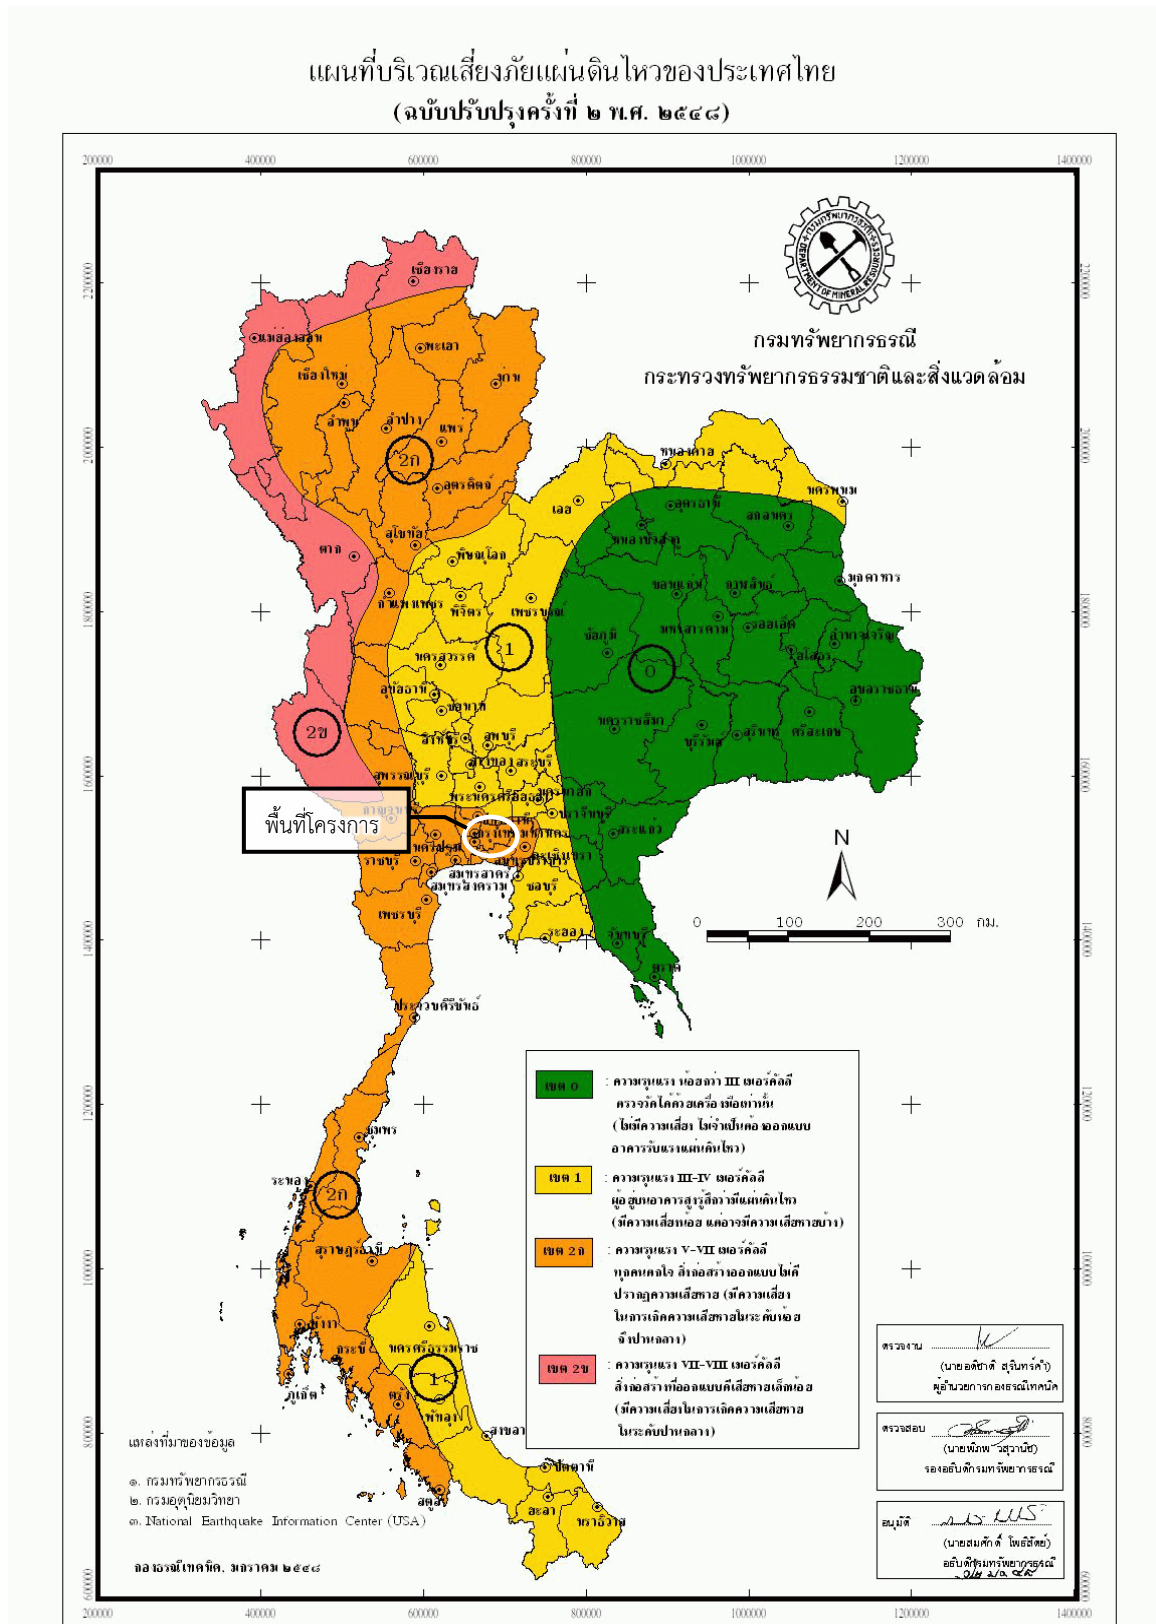 แผนที่บริเวณเสี่ยงภัยแผ่นดินไหวของประเทศไทย
(ฉบับปรับปรุงครั้งที่ ๒ พ.ศ. ๒๕๔๘)
200000 400000 600000 800000 1000000 1200000 1400000
DEPARTMENT OF MINERAL RESOURCES
กรมทรัพยากรธรณี
กระทรวงทรัพยากรธรรมชาติและสิ่งแวดล้อม
2200000 2200000
2000000 2000000
1800000 1800000
1600000 1600000
1400000 1400000
1200000 1200000
1000000 1000000
800000 800000
600000 600000
เชียงราย
แม่ฮ่องสอน
พะเยา
เชียงใหม่
น่าน
ลำพูน
ลำปาง
แพร่
2ก
อุตรดิตถ์
หนองคาย
เลย
อุดรธานี
นครพนม
สกลนคร
หนองบัวลำภู
สุโขทัย
ตาก
พิษณุโลก
มุกดาหาร
ขอนแก่น
กาฬสินธุ์
กำแพงเพชร
พิจิตร
เพชรบูรณ์
ชัยภูมิ
มหาสารคาม
ร้อยเอ็ด
อำนาจเจริญ
ยโสธร
1
0
นครสวรรค์
อุทัยธานี
ชัยนาท
อุบลราชธานี
2ข
นครราชสีมา
บุรีรัมย์
สุรินทร์
ศรีสะเกษ
ลพบุรี
สระบุรี
สุพรรณบุรี
ปราจีนบุรี
สระแก้ว
พื้นที่โครงการ
ฉะเชิงเทรา
ราชบุรี
สมุทรปราการ
สมุทรสาคร
สมุทรสงคราม
ชลบุรี
เพชรบุรี
ระยอง
จันทบุรี
ตราด
N
0 100 200 300 กม.
ประจวบคีรีขันธ์
ชุมพร
ระนอง
2ก
สุราษฎร์ธานี
พังงา
กระบี่
นครศรีธรรมราช
ภูเก็ต
ตรัง
1
พัทลุง
สงขลา
สตูล
ปัตตานี
ยะลา
นราธิวาส
เขต 0 : ความรุนแรง น้อยกว่า III เมอร์คัลลี
ตรวจวัดได้ด้วยเครื่องมือเท่านั้น
(ไม่มีความเสี่ยง ไม่จำเป็นต้องออกแบบ
อาคารรับแรงแผ่นดินไหว)
เขต 1 : ความรุนแรง III-IV เมอร์คัลลี
ผู้อยู่บนอาคารสูงรู้สึกว่ามีแผ่นดินไหว
(มีความเสี่ยงน้อย แต่อาจมีความเสียหายบ้าง)
เขต 2ก : ความรุนแรง V-VII เมอร์คัลลี
ทุกคนตกใจ สิ่งก่อสร้างออกแบบไม่ดี
ปรากฏความเสียหาย (มีความเสี่ยง
ในการเกิดความเสียหายในระดับน้อย
ถึงปานกลาง)
เขต 2ข : ความรุนแรง VII-VIII เมอร์คัลลี
สิ่งก่อสร้างที่ออกแบบดีเสียหายเล็กน้อย
(มีความเสี่ยงในการเกิดความเสียหาย
ในระดับปานกลาง)
แหล่งที่มาของข้อมูล
๑. กรมทรัพยากรธรณี
๒. กรมอุตุนิยมวิทยา
๓. National Earthquake Information Center (USA)
กองธรณีเทคนิค, มกราคม ๒๕๔๘
ตรวจงาน
(นายอดิชาติ สุรินทร์คำ)
ผู้อำนวยการกองธรณีเทคนิค
ตรวจสอบ
(นายพิภพ วสุวานิช)
รองอธิบดีกรมทรัพยากรธรณี
อนุมัติ
(นายสมศักดิ์ โพธิสัตย์)
อธิบดีกรมทรัพยากรธรณี
200000 400000 600000 800000 1000000 1200000 1400000